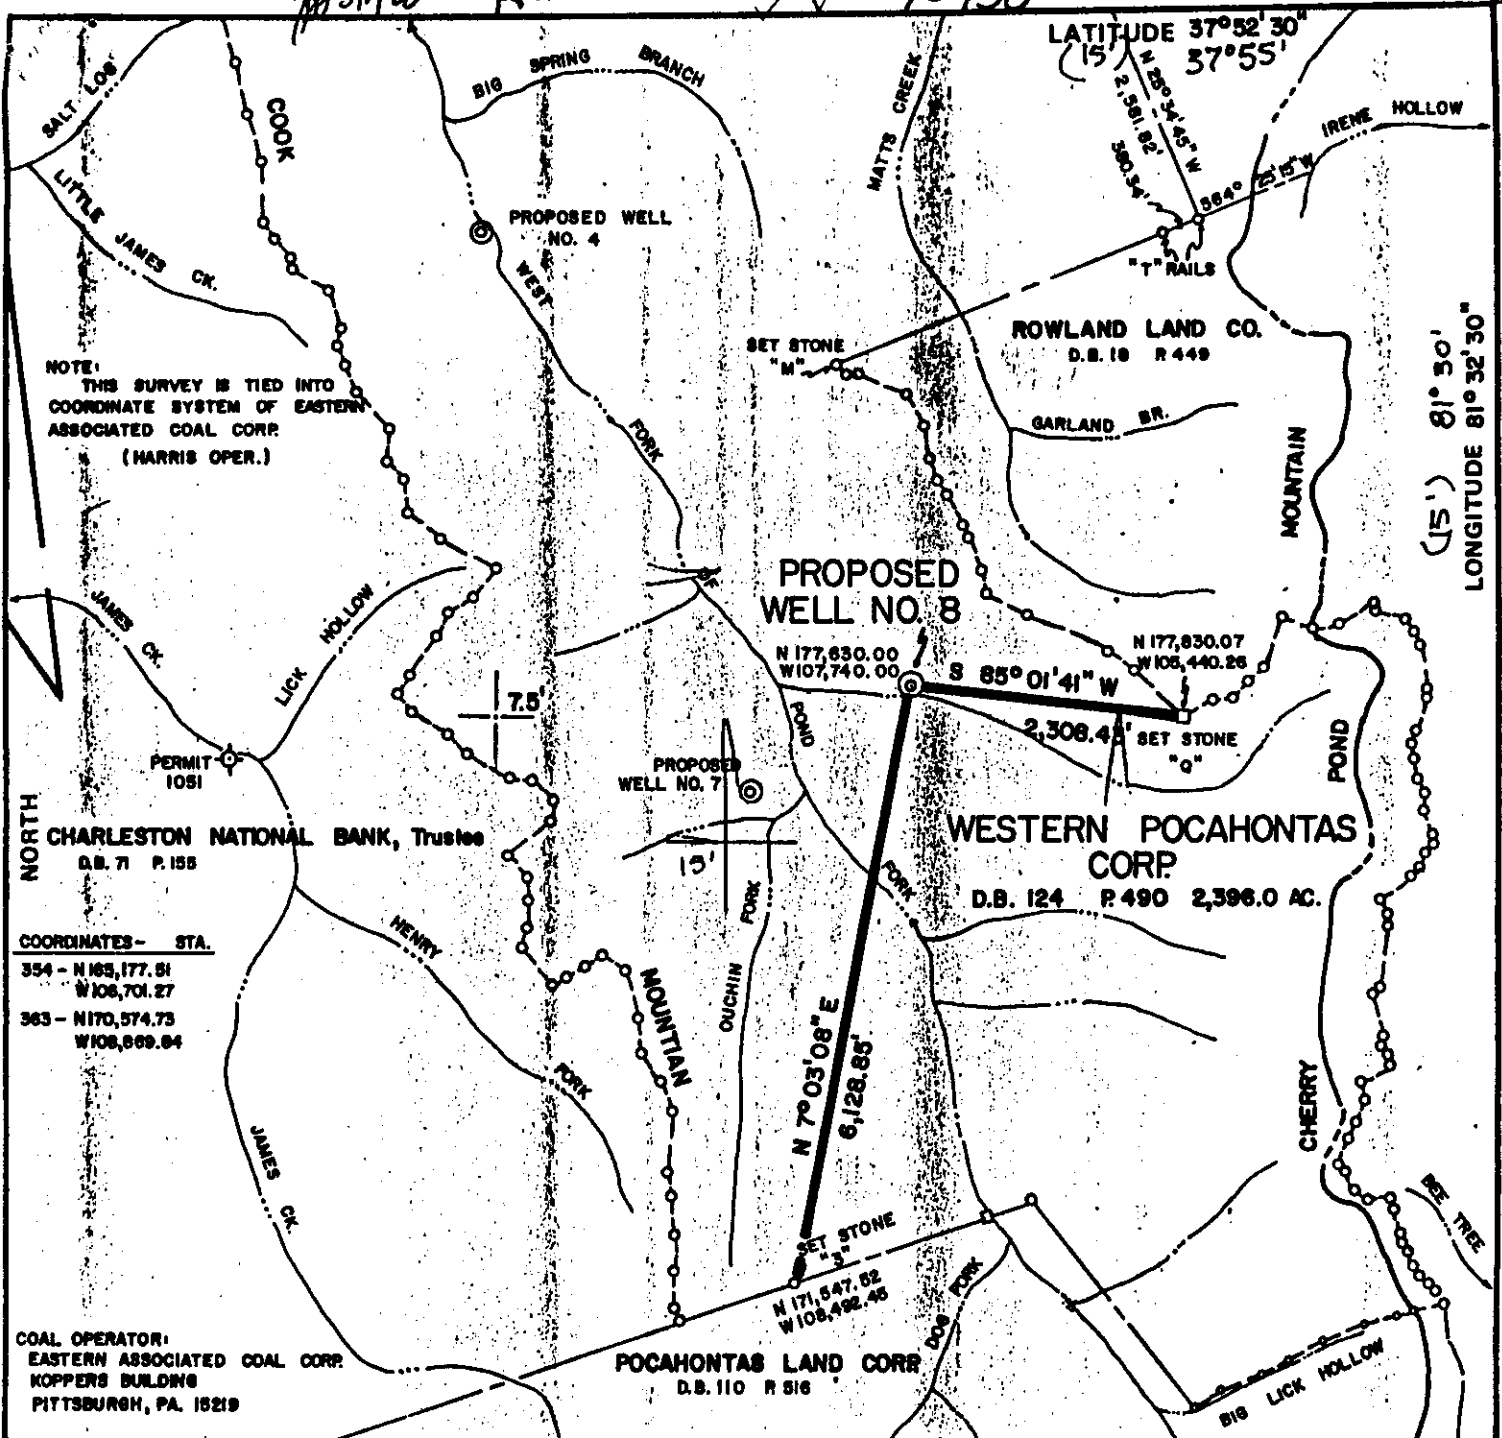 LATITUDE 37°52'30"
(15') 37°55'
N 25°34'45" W
2,581.82'
380.34'
S64° 25'15" W
IRENE HOLLOW
"T" RAILS
SALT LOG
COOK
BIG SPRING BRANCH
MATTS CREEK
LITTLE JAMES CK.
PROPOSED WELL
NO. 4
WEST
FORK
OF
POND
FORK
SET STONE
"M"
ROWLAND LAND CO.
D.B. 18 P. 449
GARLAND BR.
MOUNTAIN
(15') 81° 30'
LONGITUDE 81° 32' 30"
NOTE:
THIS SURVEY IS TIED INTO
COORDINATE SYSTEM OF EASTERN
ASSOCIATED COAL CORP.
(HARRIS OPER.)
JAMES CK.
LICK HOLLOW
PROPOSED
WELL NO. 8
N 177,630.00
W107,740.00
N 177,830.07
W105,440.26
S 85°01'41" W
2,308.43'
SET STONE
"Q"
7.5'
PERMIT
1051
PROPOSED
WELL NO. 7
15'
POND
NORTH
CHARLESTON NATIONAL BANK, Trustee
D.B. 71 P. 155
WESTERN POCAHONTAS
CORP.
D.B. 124 P. 490 2,396.0 AC.
COORDINATES- STA.
354 - N165,177.51
W106,701.27
363 - N170,574.73
W108,869.84
HENRY
FORK
MOUNTIAN
OUCHIN FORK
N 7°03'08" E
6,128.85'
CHERRY
JAMES
CK.
BEE TREE
SET STONE
"3"
N 171,547.52
W 108,492.45
DOG FORK
COAL OPERATOR:
EASTERN ASSOCIATED COAL CORP.
KOPPERS BUILDING
PITTSBURGH, PA. 15219
POCAHONTAS LAND CORP.
D.B. 110 P. 516
BIG LICK HOLLOW